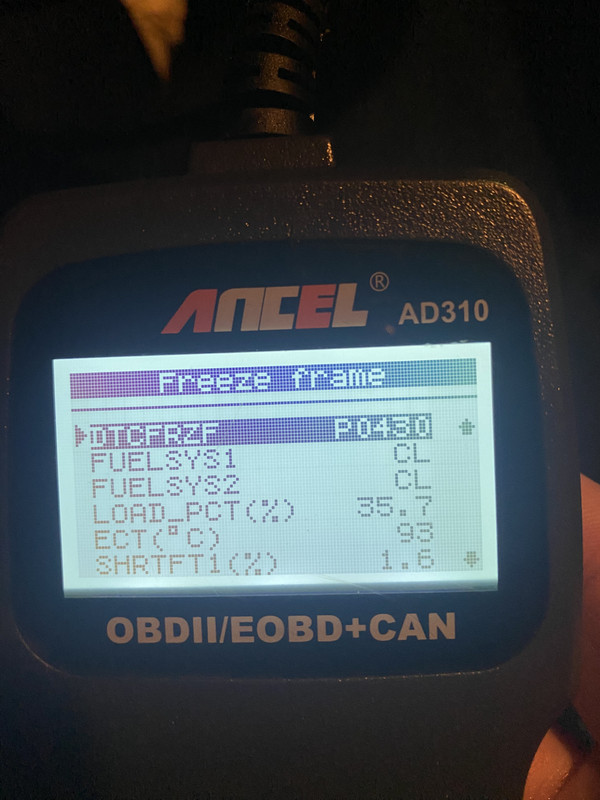 ANCEL®
AD310
Freeze frame
DTCFRZF P0430
FUELSYS1 CL
FUELSYS2 CL
LOAD_PCT(%) 35.7
ECT(°C) 93
SHRTFT1(%) 1.6
OBDII/EOBD+CAN